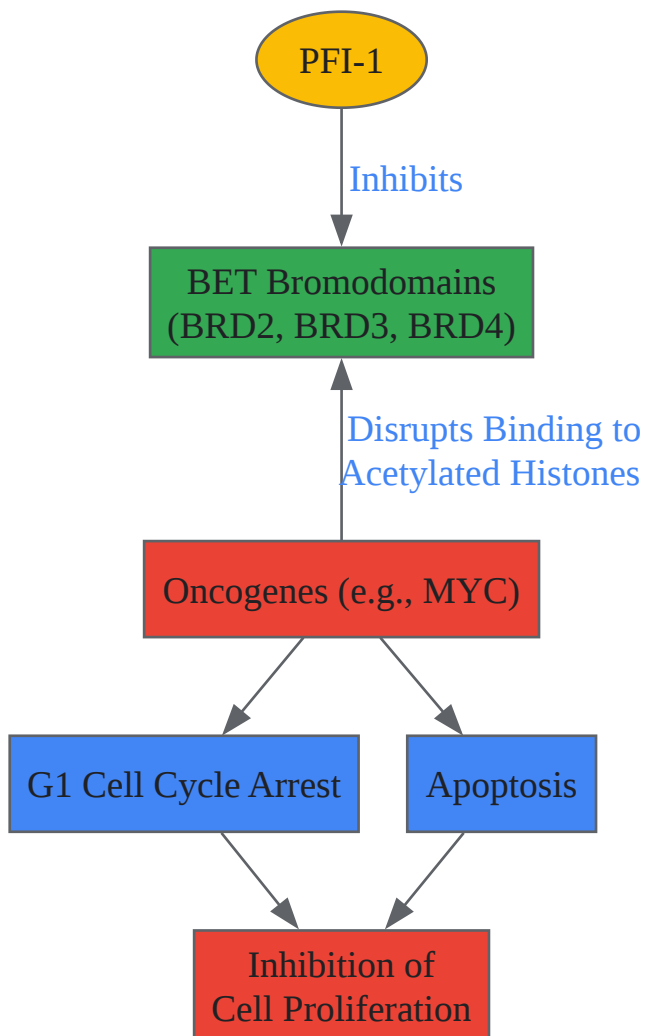 PFI-1
Inhibits
BET Bromodomains
(BRD2, BRD3, BRD4)
Disrupts Binding to
Acetylated Histones
Oncogenes (e.g., MYC)
G1 Cell Cycle Arrest
Apoptosis
Inhibition of
Cell Proliferation